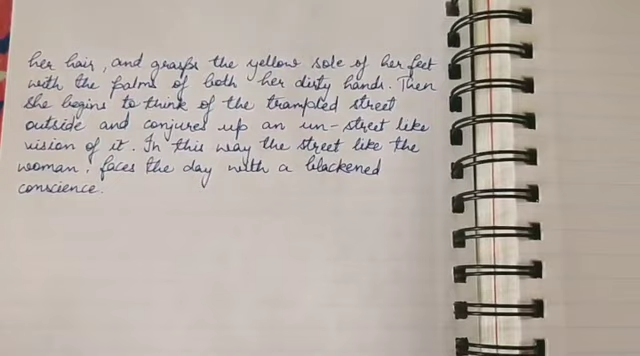 her hair, and grasps the yellow sole of her feet
with the palms of both her dirty hands. Then
she begins to think of the trampled street
outside and conjures up an un-street like
vision of it. In this way the street like the
woman, faces the day with a blackened
conscience.